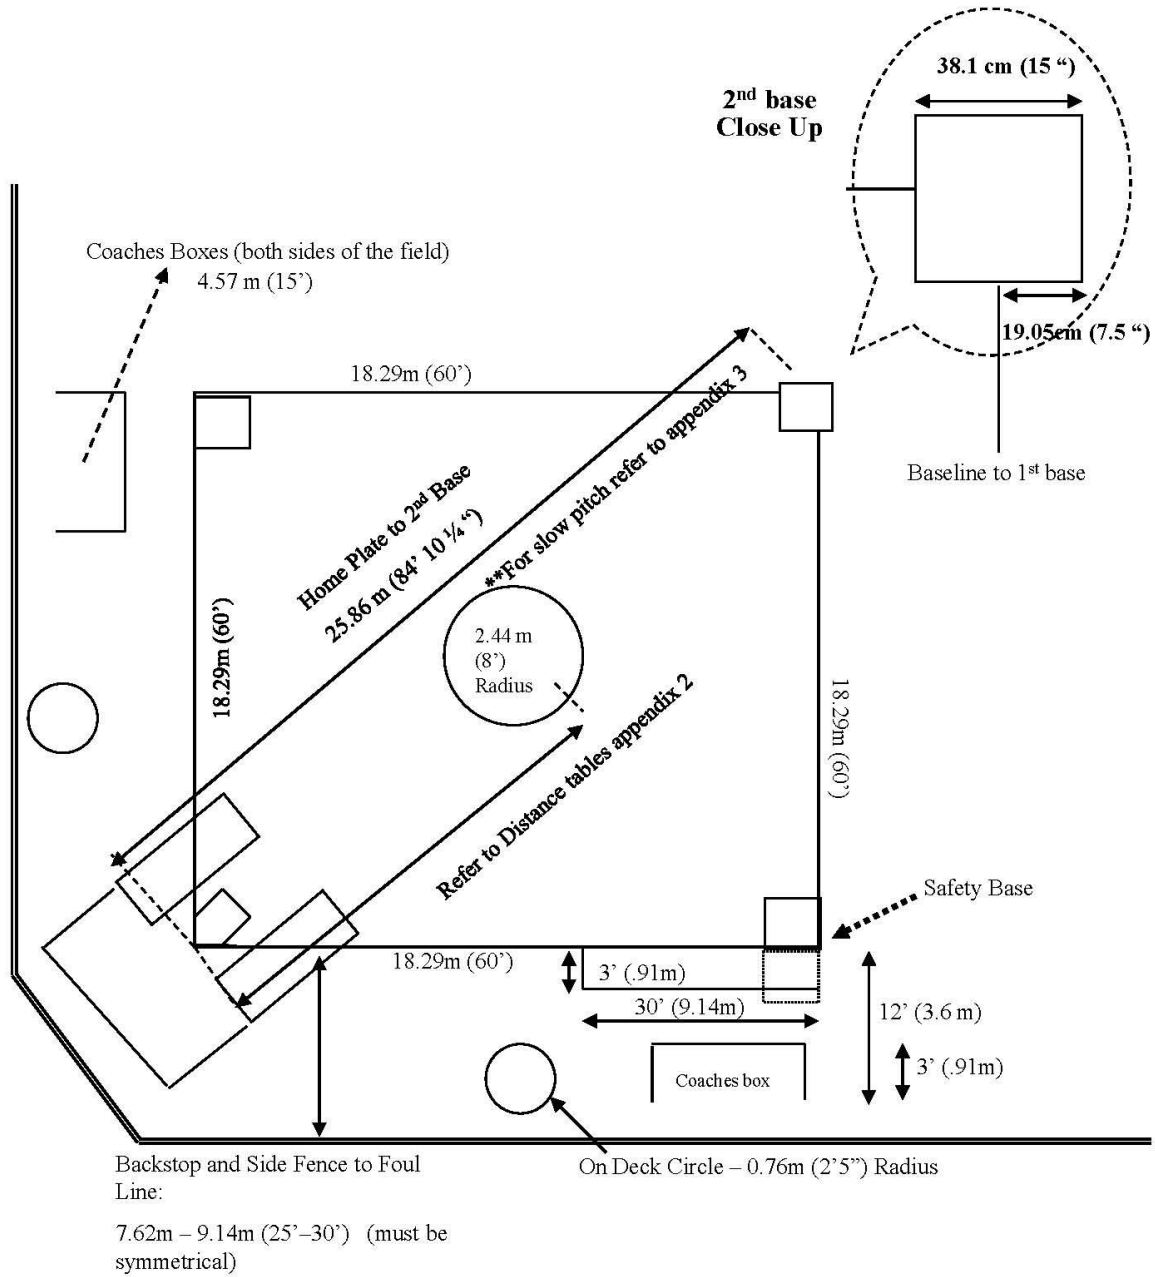 38.1 cm (15 “)
2nd base
Close Up
Coaches Boxes (both sides of the field)
4.57 m (15’)
19.05cm (7.5 “)
18.29m (60’)
Baseline to 1st base
Home Plate to 2nd Base
25.86 m (84’ 10 ¼ “)
**For slow pitch refer to appendix 3
18.29m (60’)
2.44 m
(8’)
Radius
18.29m (60’)
Refer to Distance tables appendix 2
Safety Base
18.29m (60’)
3’ (.91m)
30’ (9.14m)
12’ (3.6 m)
3’ (.91m)
Coaches box
Backstop and Side Fence to Foul
Line:
On Deck Circle – 0.76m (2’5”) Radius
7.62m – 9.14m (25’–30’) (must be
symmetrical)